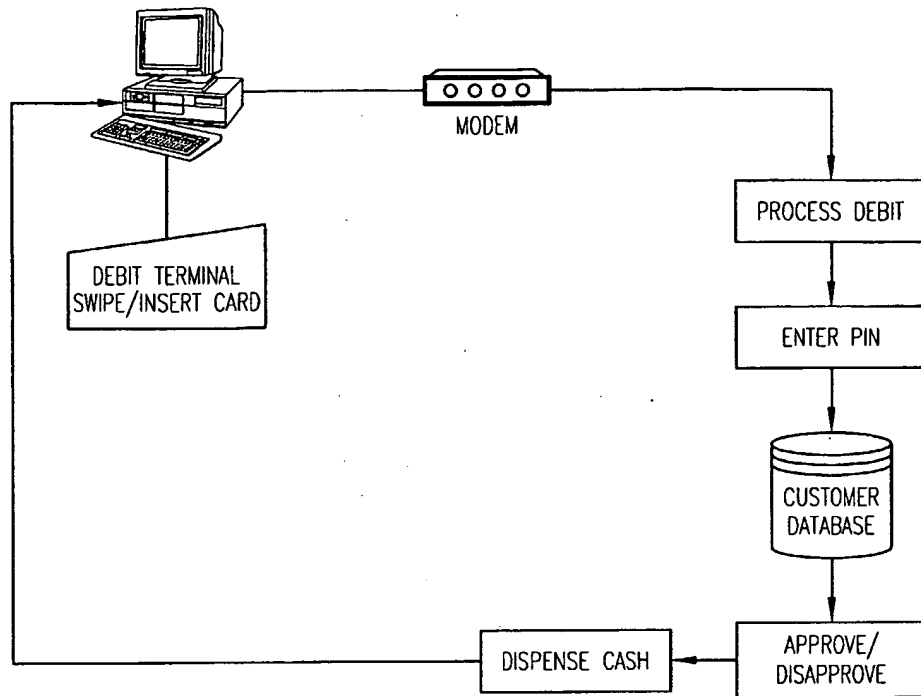 MODEM
PROCESS DEBIT
DEBIT TERMINAL
SWIPE/INSERT CARD
ENTER PIN
CUSTOMER
DATABASE
DISPENSE CASH
APPROVE/
DISAPPROVE